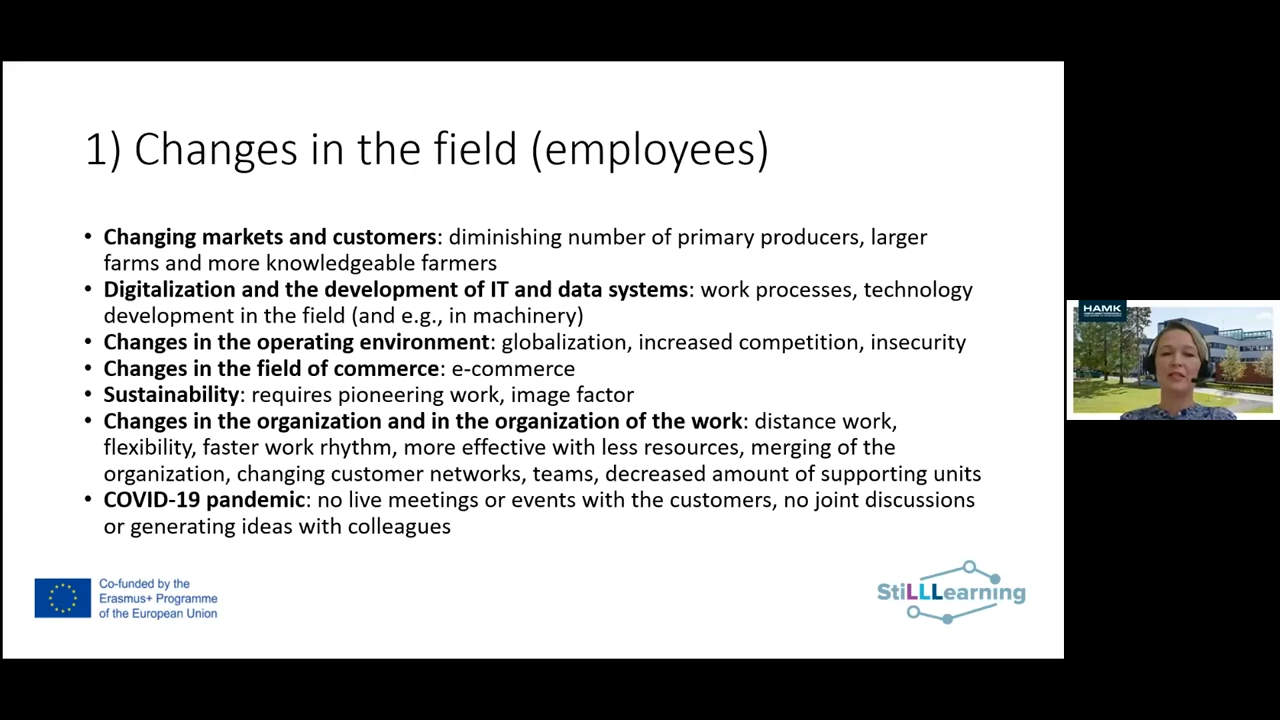 1) Changes in the field (employees)
• Changing markets and customers: diminishing number of primary producers, larger
farms and more knowledgeable farmers
• Digitalization and the development of IT and data systems: work processes, technology
development in the field (and e.g., in machinery)
• Changes in the operating environment: globalization, increased competition, insecurity
• Changes in the field of commerce: e-commerce
• Sustainability: requires pioneering work, image factor
• Changes in the organization and in the organization of the work: distance work,
flexibility, faster work rhythm, more effective with less resources, merging of the
organization, changing customer networks, teams, decreased amount of supporting units
• COVID-19 pandemic: no live meetings or events with the customers, no joint discussions
or generating ideas with colleagues
Co-funded by the
Erasmus+ Programme
of the European Union
StiLLLearning
HAMK